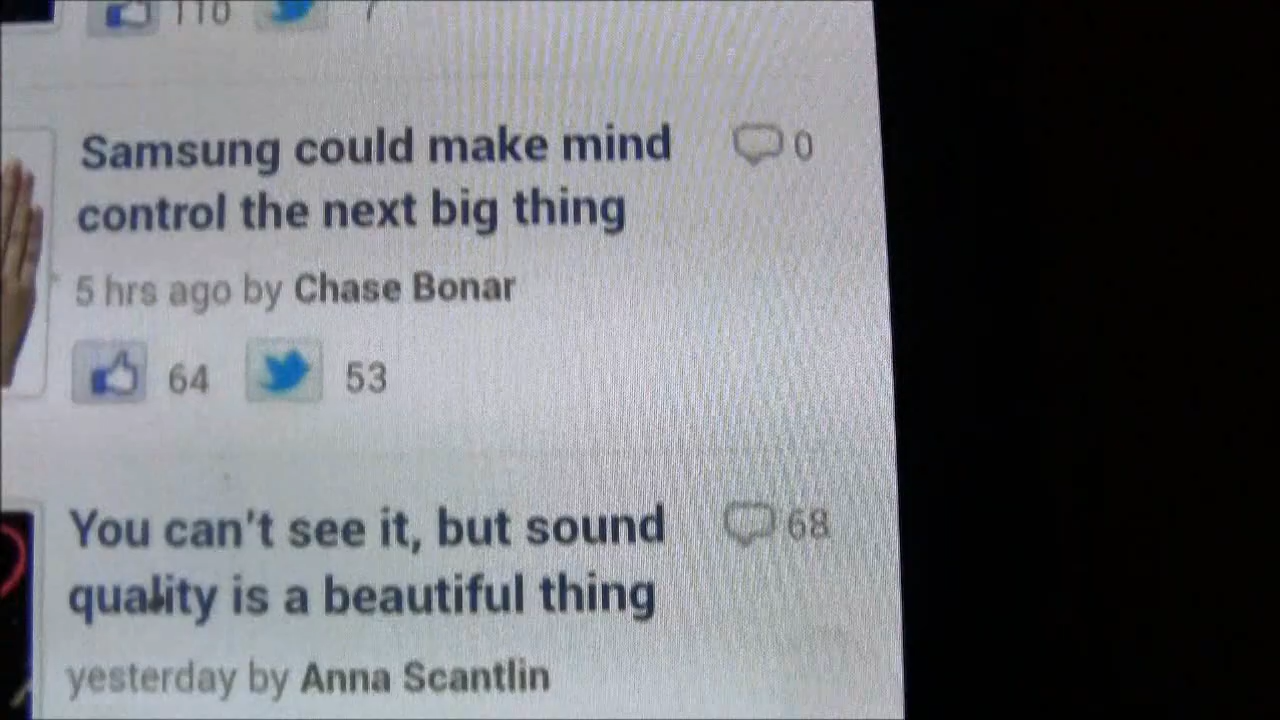 110
Samsung could make mind 0
control the next big thing
5 hrs ago by Chase Bonar
64 53
You can't see it, but sound 68
quality is a beautiful thing
yesterday by Anna Scantlin